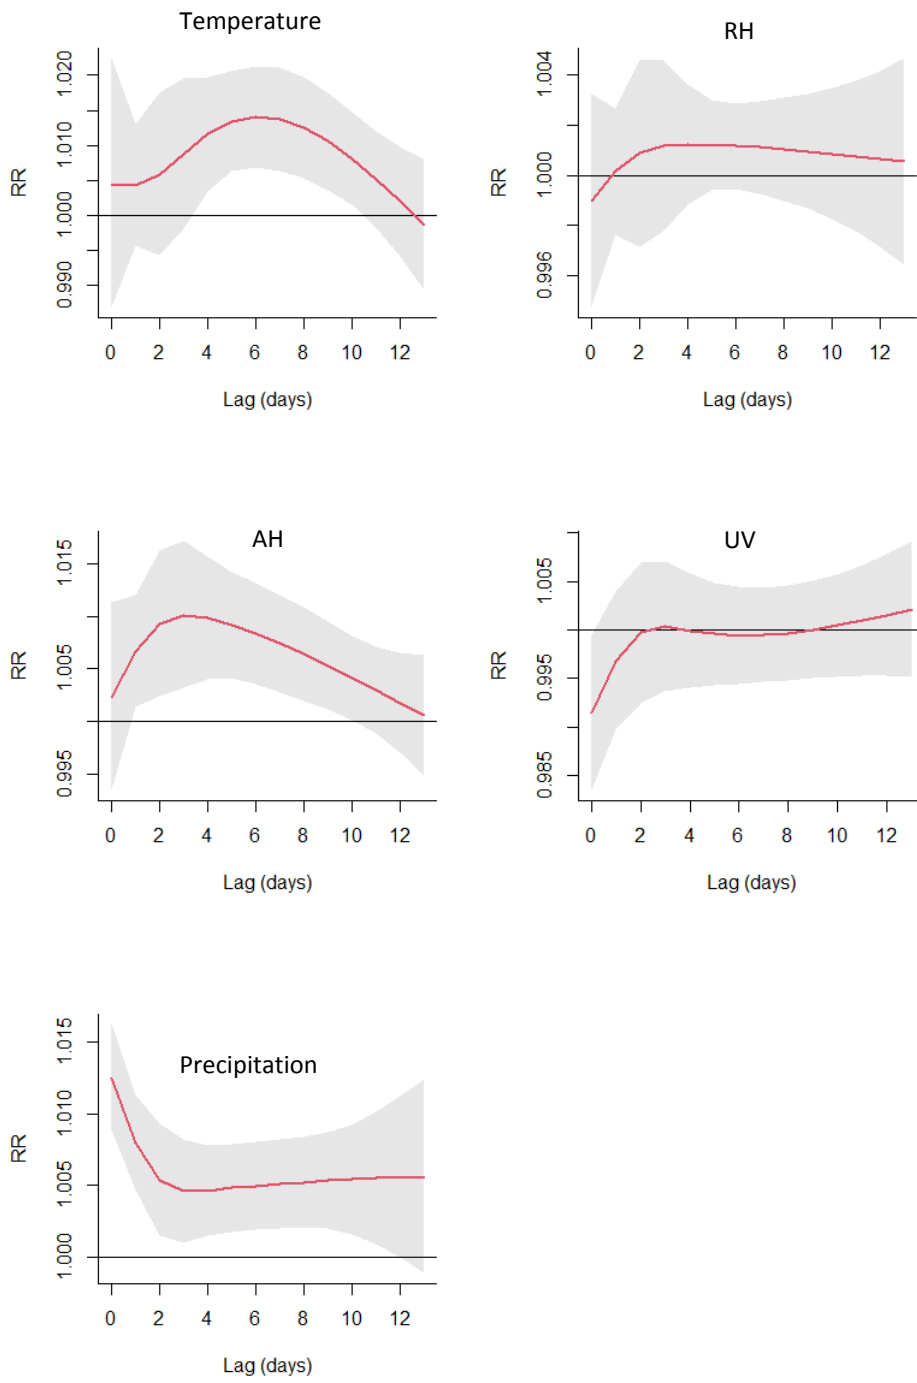 Temperature
RR
0.990 1.000 1.010 1.020
0 2 4 6 8 10 12
Lag (days)
RH
RR
0.996 1.000 1.004
0 2 4 6 8 10 12
Lag (days)
AH
RR
0.995 1.005 1.015
0 2 4 6 8 10 12
Lag (days)
UV
RR
0.985 0.995 1.005
0 2 4 6 8 10 12
Lag (days)
Precipitation
RR
1.000 1.005 1.010 1.015
0 2 4 6 8 10 12
Lag (days)